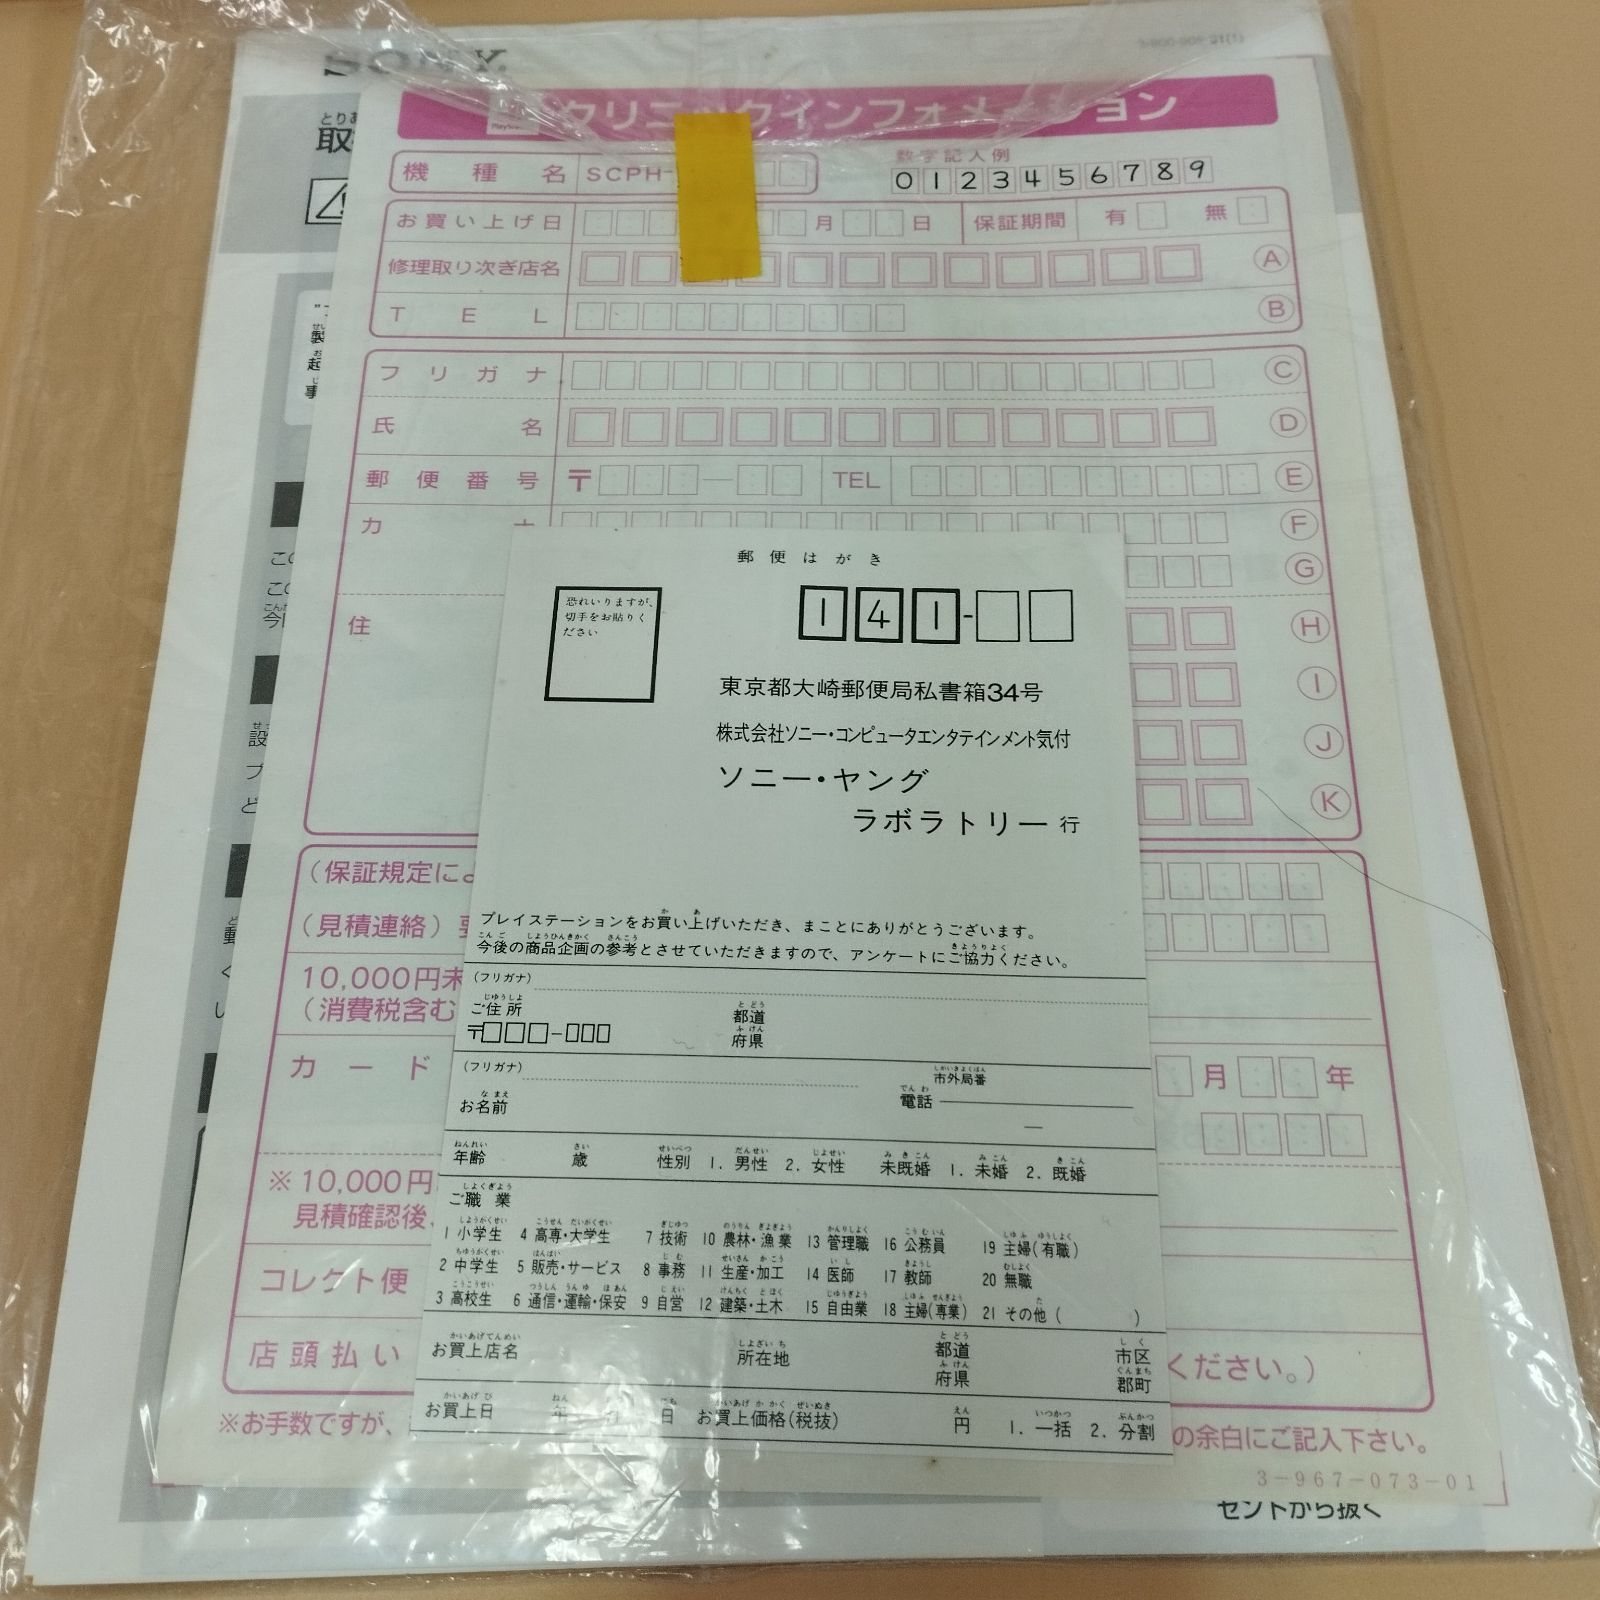 SONY
取
クリニックインフォメーション
機種名 SCPH-
数字記入例
0123456789
お買い上げ日 月 日 保証期間 有 無
修理取り次ぎ店名 A
TEL B
フリガナ C
氏名 D
郵便番号 〒 TEL E
カ F
G
住 H
I
J
K
(保証規定によ
(見積連絡)
10,000円未
(消費税含む
カード 月 年
※10,000円
見積確認後、
コレクト便
店頭払い ください。)
※お手数ですが、 の余白にご記入下さい。
3-967-073-01
セントから抜く
郵便はがき
恐れいりますが、
切手をお貼りく
ださい
141-
東京都大崎郵便局私書箱34号
株式会社ソニー・コンピュータエンタテインメント気付
ソニー・ヤング
ラボラトリー 行
プレイステーションをお買い上げいただき、まことにありがとうございます。
今後の商品企画の参考とさせていただきますので、アンケートにご協力ください。
(フリガナ)
ご住所 都道
〒 - 府県
(フリガナ) 市外局番
お名前 電話 —
年齢 歳 性別 1. 男性 2. 女性 未既婚 1. 未婚 2. 既婚
ご職業
1 小学生 4 高専・大学生 7 技術 10 農林・漁業 13 管理職 16 公務員 19 主婦(有職)
2 中学生 5 販売・サービス 8 事務 11 生産・加工 14 医師 17 教師 20 無職
3 高校生 6 通信・運輸・保安 9 自営 12 建築・土木 15 自由業 18 主婦(専業) 21 その他( )
お買上店名 所在地 都道 市区
府県 郡町
お買上日 年 月 日 お買上価格(税抜) 円 1. 一括 2. 分割